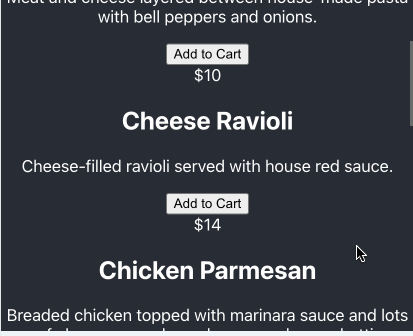 Meat and cheese layered between house-made pasta
with bell peppers and onions.
Add to Cart
$10
Cheese Ravioli
Cheese-filled ravioli served with house red sauce.
Add to Cart
$14
Chicken Parmesan
Breaded chicken topped with marinara sauce and lots